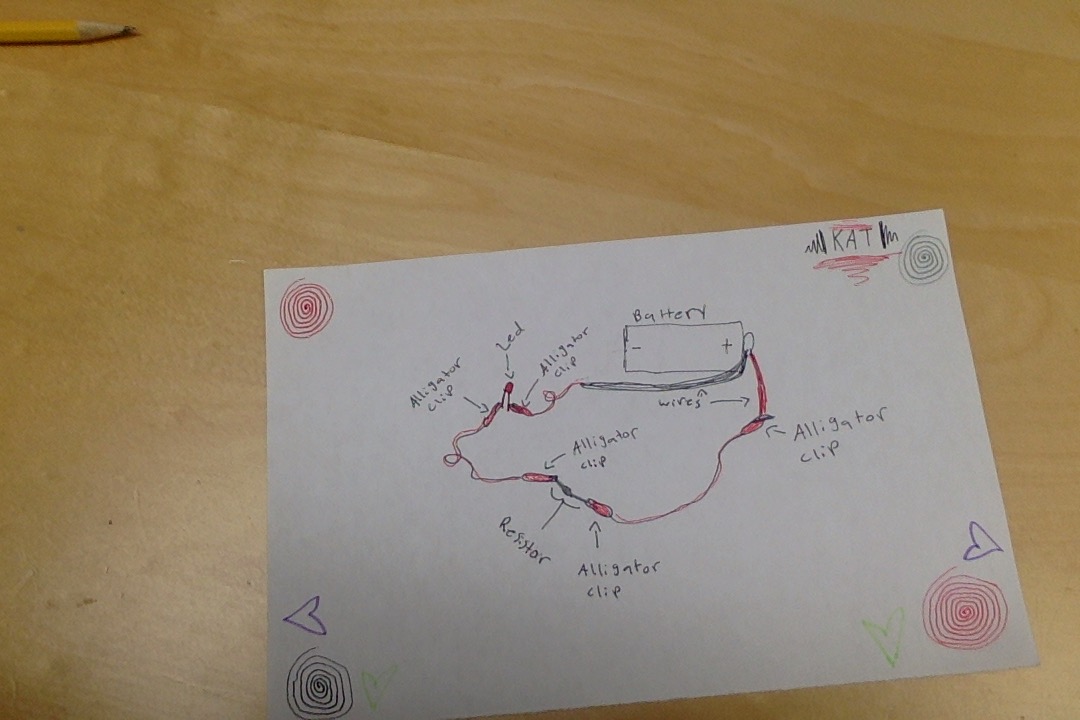 KAT
Battery
- +
Led
Alligator
clip
Alligator
clip
wires
Alligator
clip
Alligator
clip
Resistor
Alligator
clip